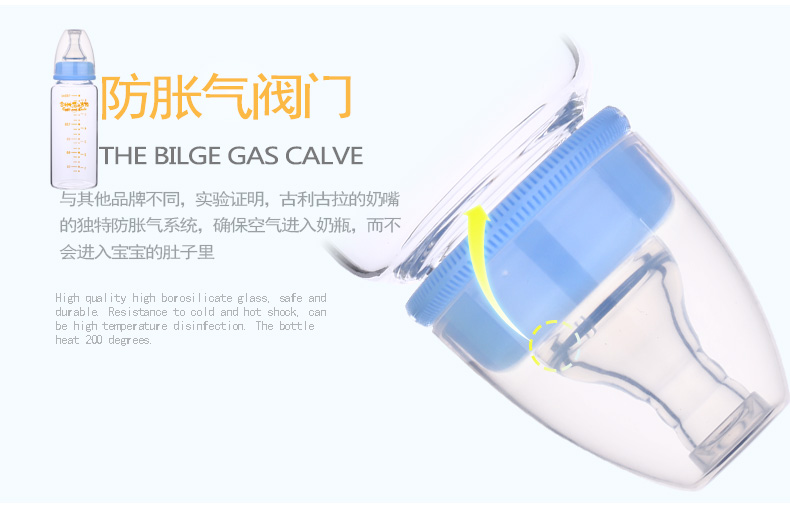 防胀气阀门
THE BILGE GAS CALVE
与其他品牌不同，实验证明，古利古拉的奶嘴
的独特防胀气系统，确保空气进入奶瓶，而不
会进入宝宝的肚子里
High quality high borosilicate glass, safe and
durable. Resistance to cold and hot shock, can
be high temperature disinfection. The bottle
heat 200 degrees.